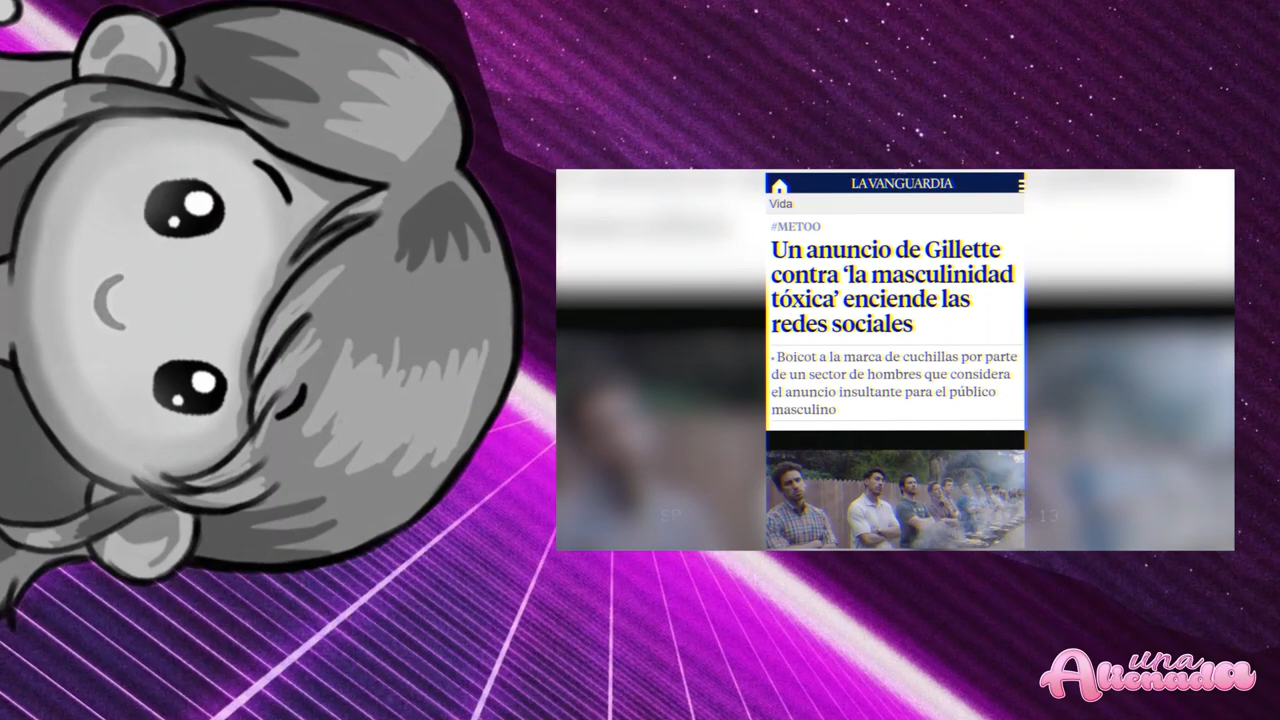 LAVANGUARDIA
Vida
#METOO
Un anuncio de Gillette
contra ‘la masculinidad
tóxica’ enciende las
redes sociales
• Boicot a la marca de cuchillas por parte
de un sector de hombres que considera
el anuncio insultante para el público
masculino
SP
13
una
Alienada